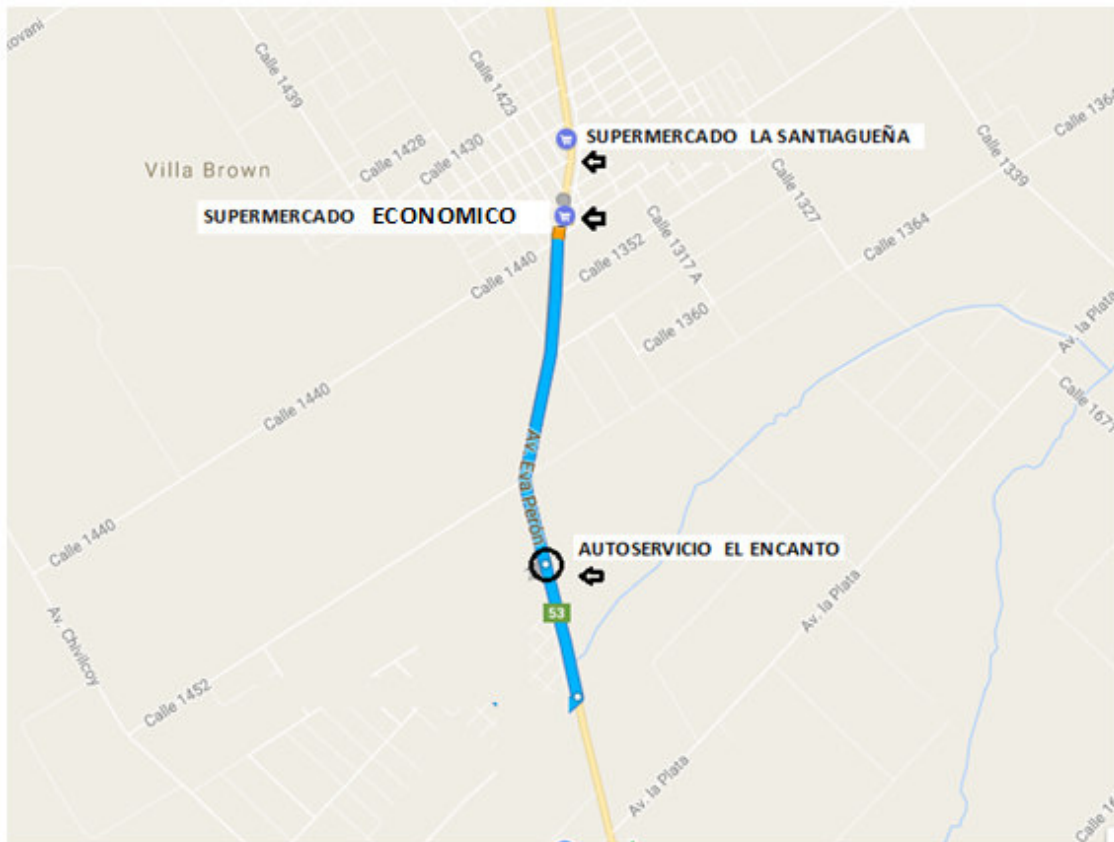 Calle 1439
Calle 1423
Calle 1364
SUPERMERCADO LA SANTIAGUEÑA
Calle 1428
Calle 1430
Calle 1339
Villa Brown
Calle 1327
SUPERMERCADO ECONOMICO
Calle 1317 A
Calle 1364
Calle 1440
Calle 1352
Calle 1360
Av. la Plata
Calle 1440
Calle 1671
Av. Eva Perón
Calle 1440
AUTOSERVICIO EL ENCANTO
Av. la Plata
53
Av. Chivilcoy
Calle 1452
Av. la Plata